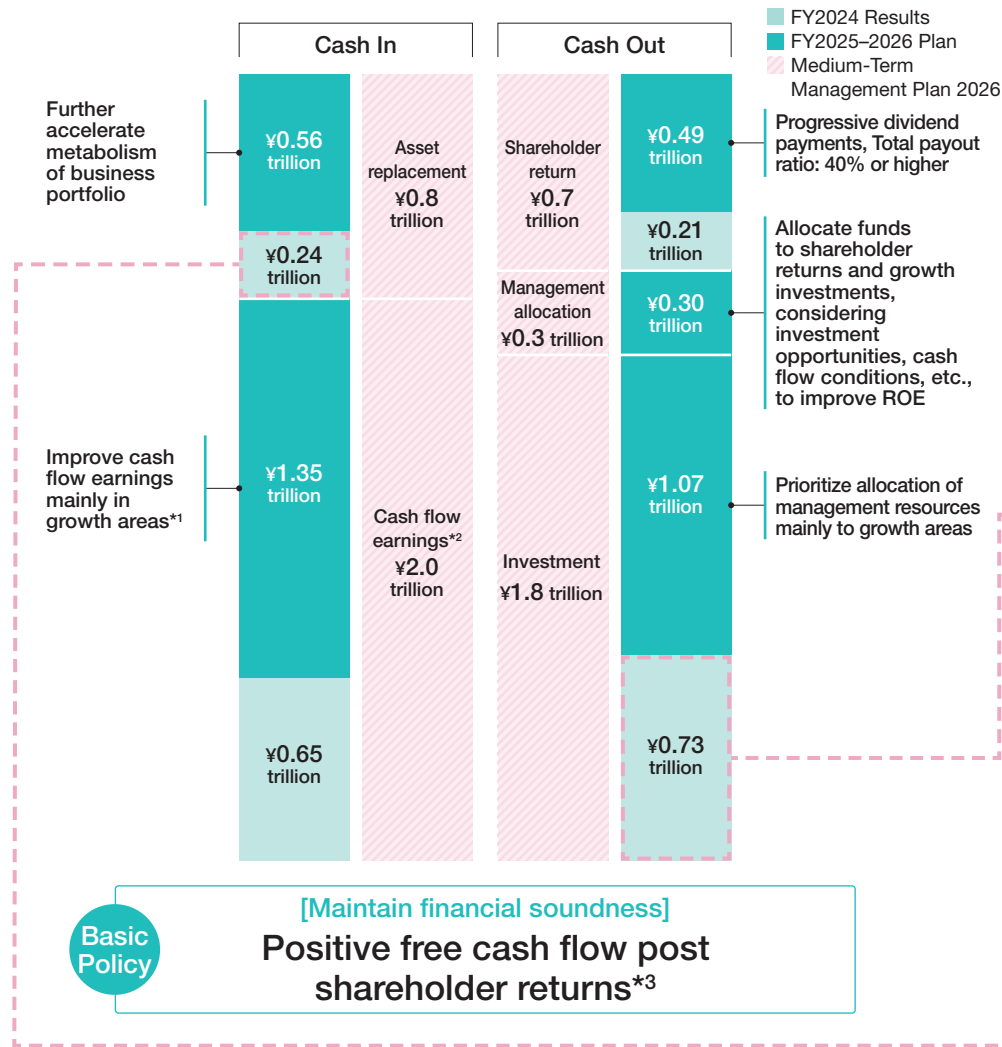 FY2024 Results
FY2025–2026 Plan
Medium-Term
Management Plan 2026
Cash In
Cash Out
Further
accelerate
metabolism
of business
portfolio
¥0.56
trillion
¥0.24
trillion
Asset
replacement
¥0.8
trillion
Shareholder
return
¥0.7
trillion
¥0.49
trillion
¥0.21
trillion
Progressive dividend
payments, Total payout
ratio: 40% or higher
Management
allocation
¥0.3 trillion
¥0.30
trillion
Allocate funds
to shareholder
returns and growth
investments,
considering
investment
opportunities, cash
flow conditions, etc.,
to improve ROE
Improve cash
flow earnings
mainly in
growth areas*1
¥1.35
trillion
¥0.65
trillion
Cash flow
earnings*2
¥2.0
trillion
Investment
¥1.8 trillion
¥1.07
trillion
¥0.73
trillion
Prioritize allocation of
management resources
mainly to growth areas
Basic
Policy
[Maintain financial soundness]
Positive free cash flow post
shareholder returns*3